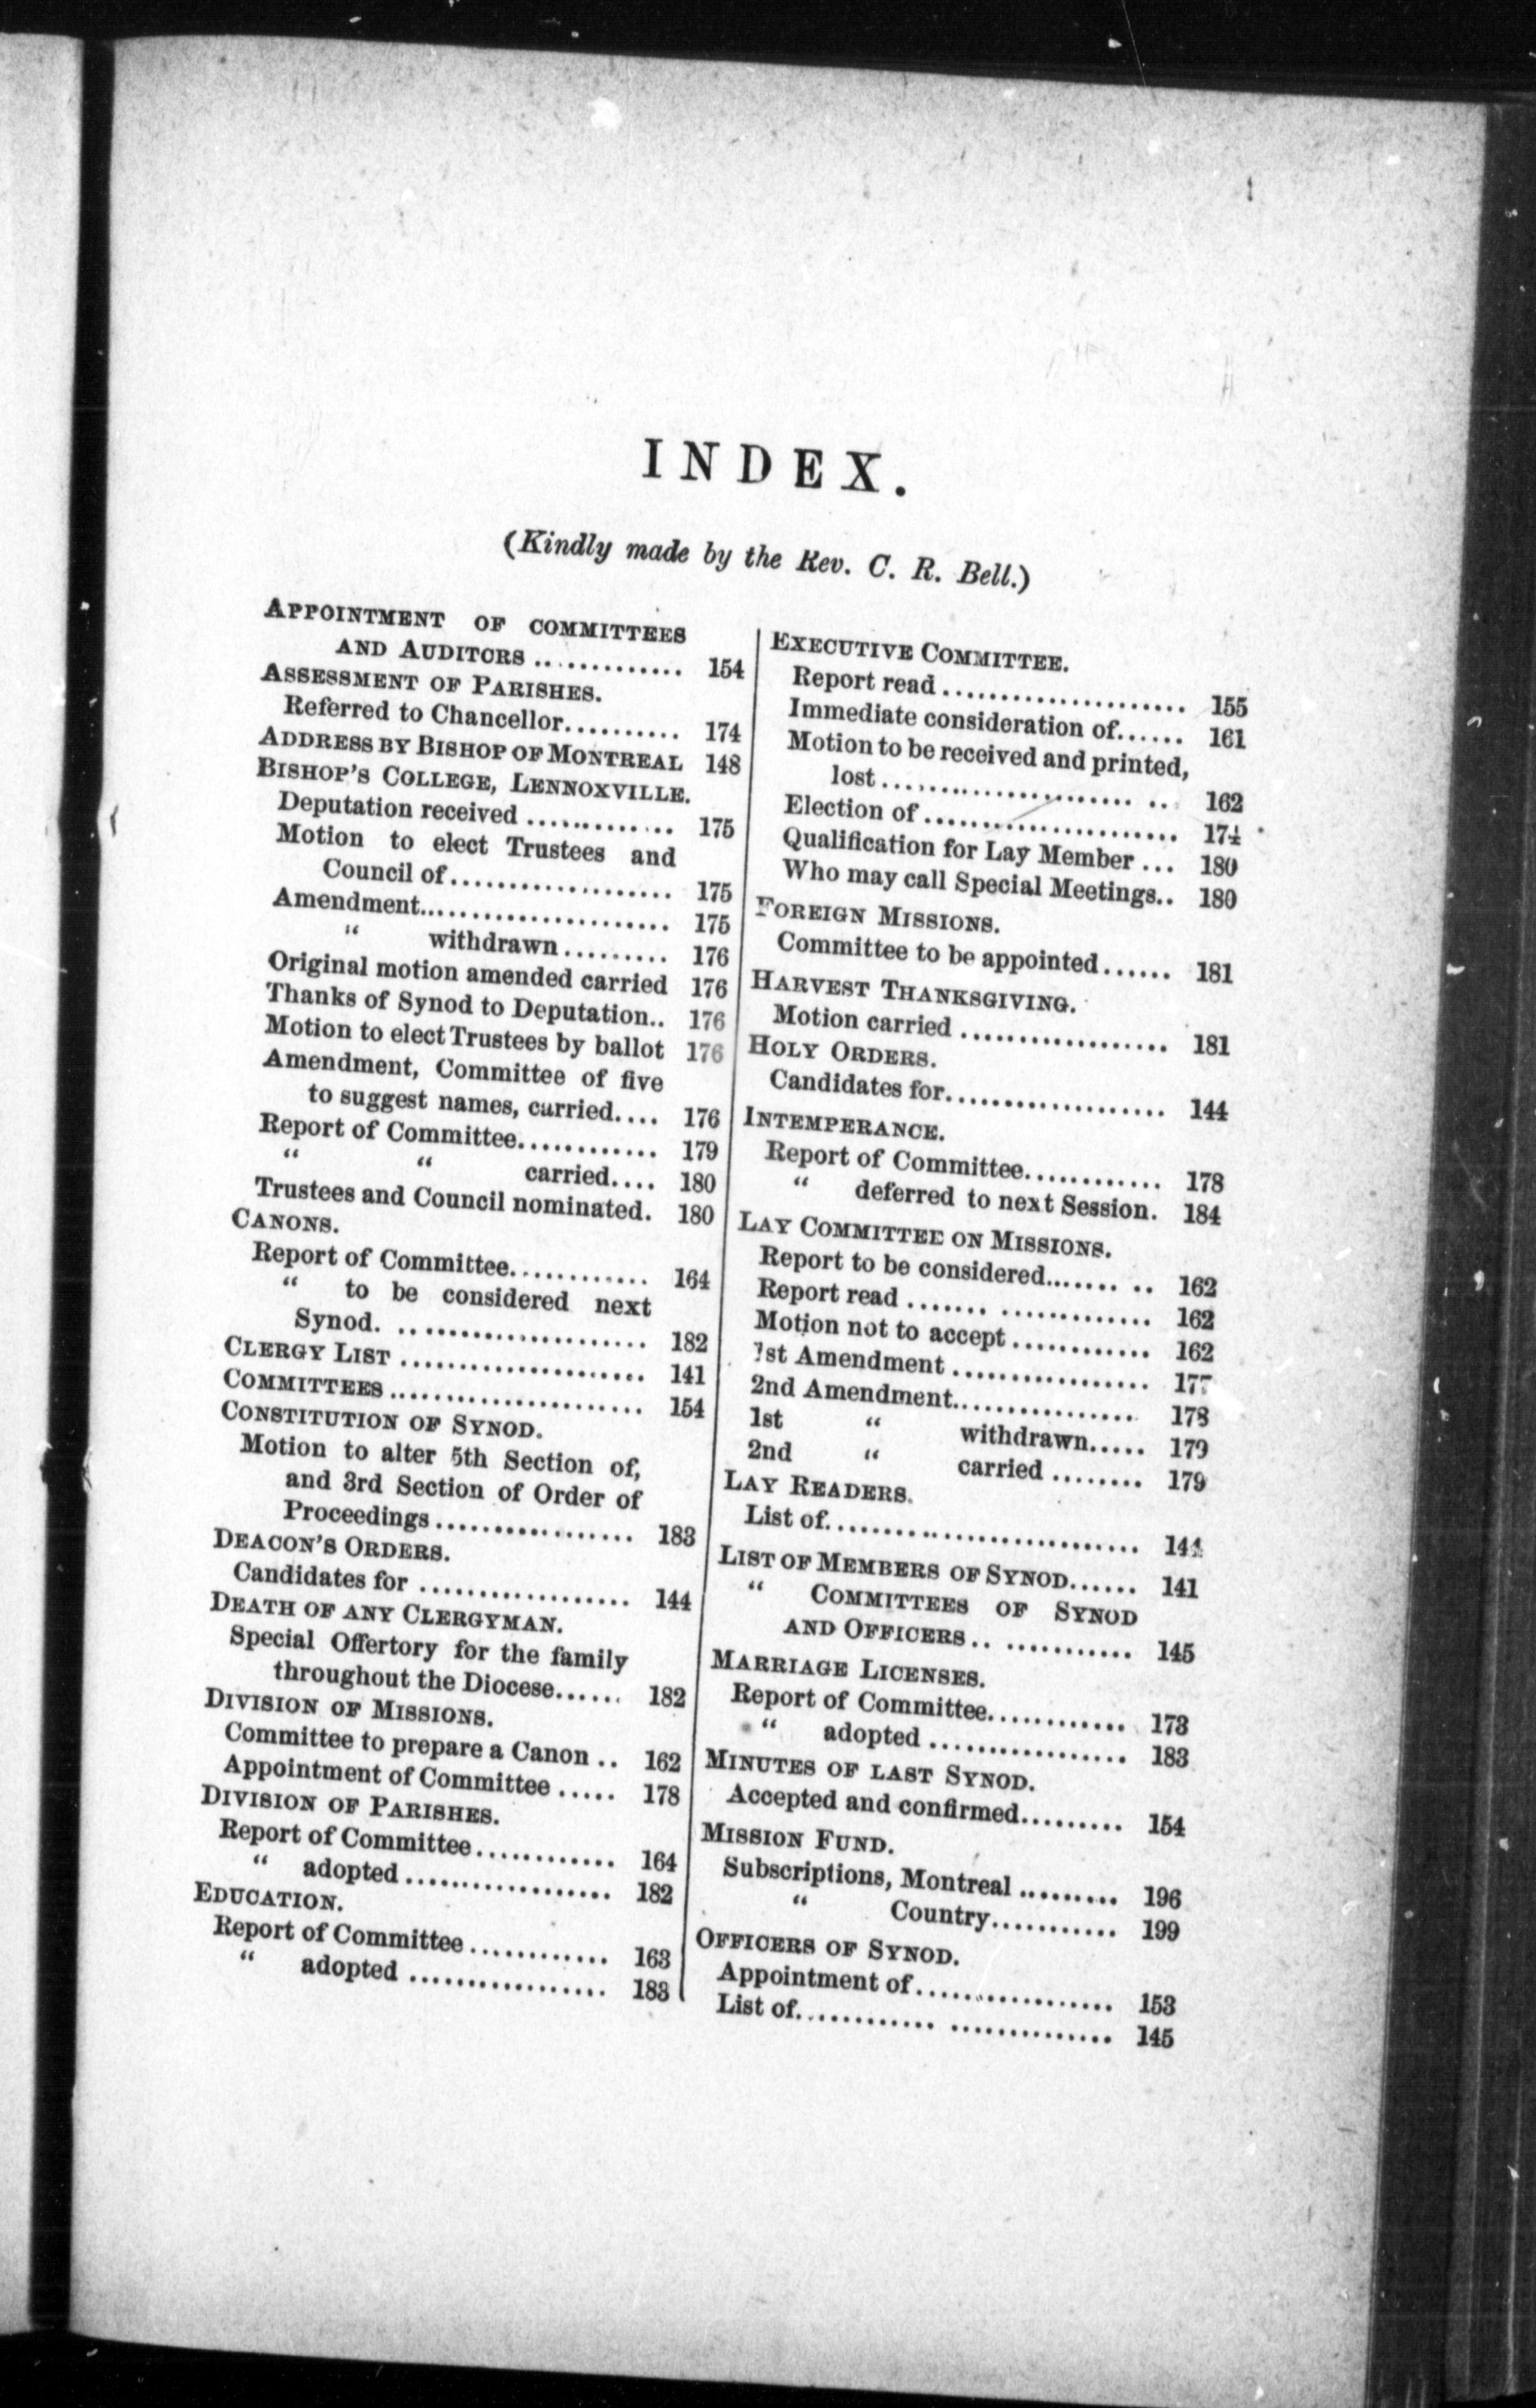 INDEX.
(Kindly made by the Rev. C. R. Bell.)
APPOINTMENT OF COMMITTEES
AND AUDITORS ............. 154
ASSESSMENT OF PARISHES.
Referred to Chancellor.......... 174
ADDRESS BY BISHOP OF MONTREAL 148
BISHOP'S COLLEGE, LENNOXVILLE.
Deputation received ............. 175
Motion to elect Trustees and
Council of................... 175
Amendment...................... 175
" withdrawn......... 176
Original motion amended carried 176
Thanks of Synod to Deputation.. 176
Motion to elect Trustees by ballot 176
Amendment, Committee of five
to suggest names, carried.... 176
Report of Committee............ 179
" " carried.... 180
Trustees and Council nominated. 180
CANONS.
Report of Committee............ 164
" to be considered next
Synod. ...................... 182
CLERGY LIST ..................... 141
COMMITTEES ...................... 154
CONSTITUTION OF SYNOD.
Motion to alter 5th Section of,
and 3rd Section of Order of
Proceedings ................. 183
DEACON'S ORDERS.
Candidates for .................. 144
DEATH OF ANY CLERGYMAN.
Special Offertory for the family
throughout the Diocese...... 182
DIVISION OF MISSIONS.
Committee to prepare a Canon .. 162
Appointment of Committee ..... 178
DIVISION OF PARISHES.
Report of Committee............ 164
" adopted .................. 182
EDUCATION.
Report of Committee ............ 163
" adopted ................. 183
EXECUTIVE COMMITTEE.
Report read ..................... 155
Immediate consideration of...... 161
Motion to be received and printed,
lost ........................ 162
Election of ...................... 174
Qualification for Lay Member ... 180
Who may call Special Meetings.. 180
FOREIGN MISSIONS.
Committee to be appointed ...... 181
HARVEST THANKSGIVING.
Motion carried .................. 181
HOLY ORDERS.
Candidates for................... 144
INTEMPERANCE.
Report of Committee............ 178
" deferred to next Session. 184
LAY COMMITTEE ON MISSIONS.
Report to be considered....... .. 162
Report read ....... ............. 162
Motion not to accept ............ 162
1st Amendment ................. 177
2nd Amendment................ 178
1st " withdrawn..... 179
2nd " carried ........ 179
LAY READERS.
List of........................... 144
LIST OF MEMBERS OF SYNOD...... 141
" COMMITTEES OF SYNOD
AND OFFICERS .. ........... 145
MARRIAGE LICENSES.
Report of Committee............ 173
" adopted ................. 183
MINUTES OF LAST SYNOD.
Accepted and confirmed......... 154
MISSION FUND.
Subscriptions, Montreal ......... 196
" Country........... 199
OFFICERS OF SYNOD.
Appointment of................. 153
List of............ .............. 145